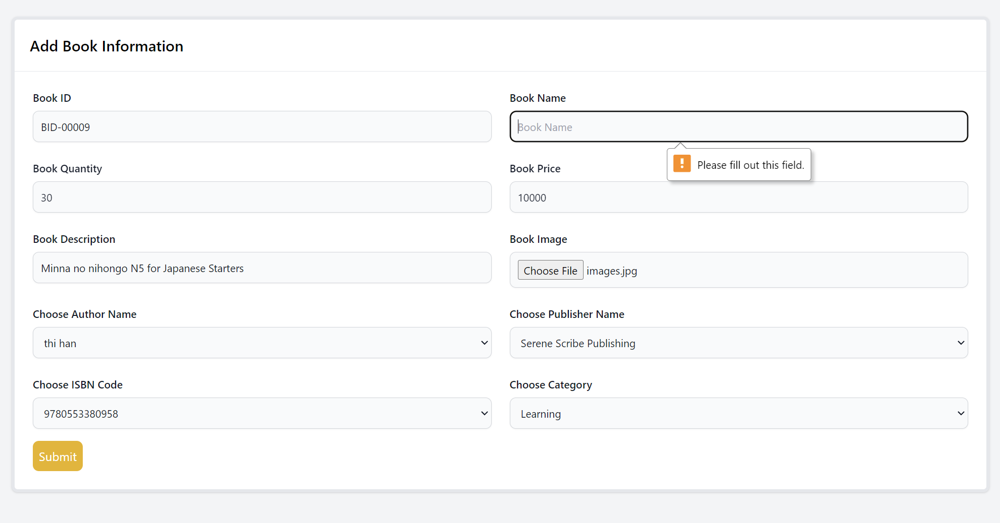 Add Book Information
Book ID
Book Name
BID-00009
Book Name
Please fill out this field.
Book Quantity
Book Price
30
10000
Book Description
Book Image
Minna no nihongo N5 for Japanese Starters
Choose File images.jpg
Choose Author Name
Choose Publisher Name
thi han
Serene Scribe Publishing
Choose ISBN Code
Choose Category
9780553380958
Learning
Submit